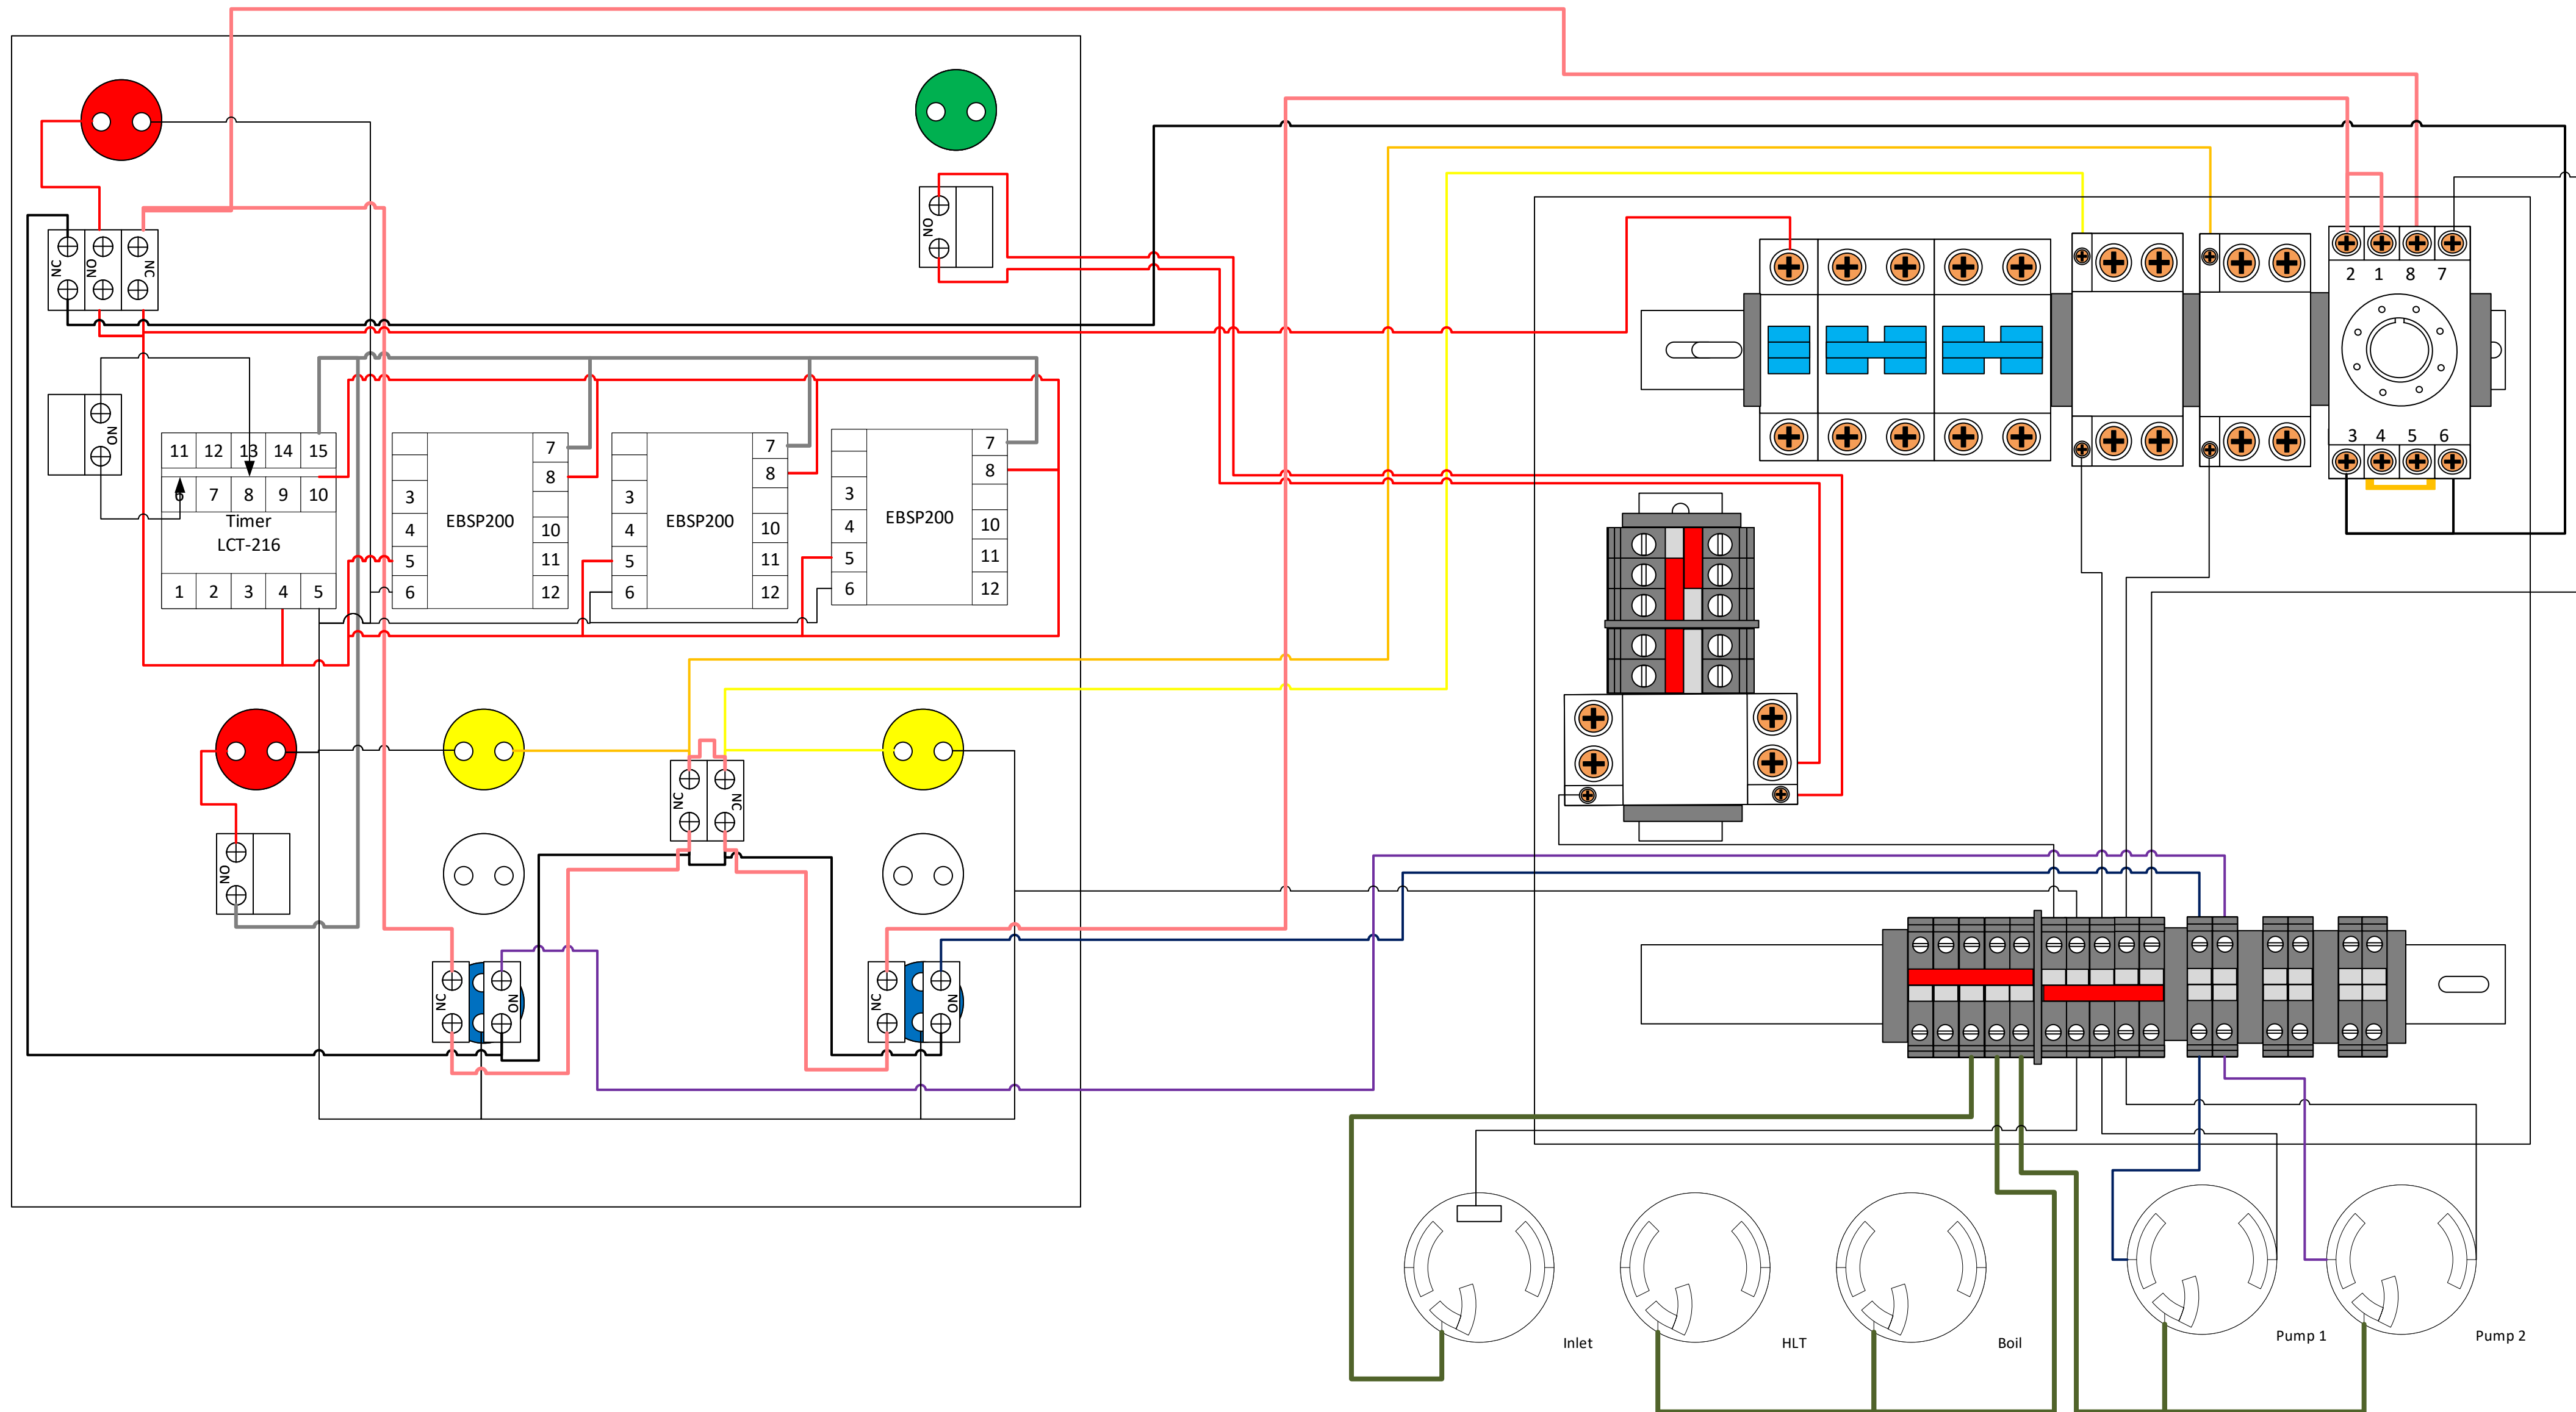 NC
NO
NC
NO
NO
11 12 13 14 15
6 7 8 9 10
Timer
LCT-216
1 2 3 4 5
7
8
3
4
5
6
EBSP200
10
11
12
7
8
3
4
5
6
EBSP200
10
11
12
7
8
3
4
5
6
EBSP200
10
11
12
2 1 8 7
3 4 5 6
NC
NC
NO
NC
NO
NC
NO
Inlet
HLT
Boil
Pump 1
Pump 2